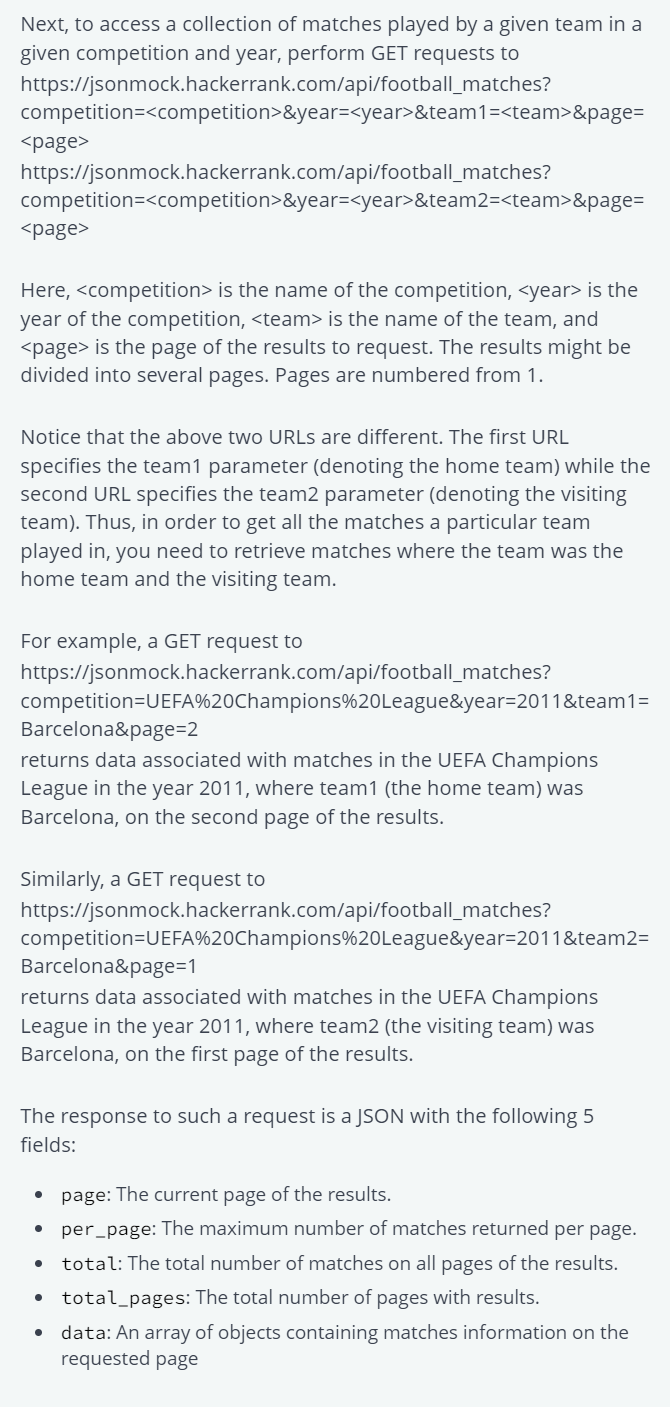 Next, to access a collection of matches played by a given team in a
given competition and year, perform GET requests to
https://jsonmock.hackerrank.com/api/football_matches?
competition=<competition>&year=<year>&team1=<team>&page=
<page>
https://jsonmock.hackerrank.com/api/football_matches?
competition=<competition>&year=<year>&team2=<team>&page=
<page>
Here, <competition> is the name of the competition, <year> is the
year of the competition, <team> is the name of the team, and
<page> is the page of the results to request. The results might be
divided into several pages. Pages are numbered from 1.
Notice that the above two URLs are different. The first URL
specifies the team1 parameter (denoting the home team) while the
second URL specifies the team2 parameter (denoting the visiting
team). Thus, in order to get all the matches a particular team
played in, you need to retrieve matches where the team was the
home team and the visiting team.
For example, a GET request to
https://jsonmock.hackerrank.com/api/football_matches?
competition=UEFA%20Champions%20League&year=2011&team1=
Barcelona&page=2
returns data associated with matches in the UEFA Champions
League in the year 2011, where team1 (the home team) was
Barcelona, on the second page of the results.
Similarly, a GET request to
https://jsonmock.hackerrank.com/api/football_matches?
competition=UEFA%20Champions%20League&year=2011&team2=
Barcelona&page=1
returns data associated with matches in the UEFA Champions
League in the year 2011, where team2 (the visiting team) was
Barcelona, on the first page of the results.
The response to such a request is a JSON with the following 5
fields:
• page: The current page of the results.
• per_page: The maximum number of matches returned per page.
• total: The total number of matches on all pages of the results.
• total_pages: The total number of pages with results.
• data: An array of objects containing matches information on the
requested page